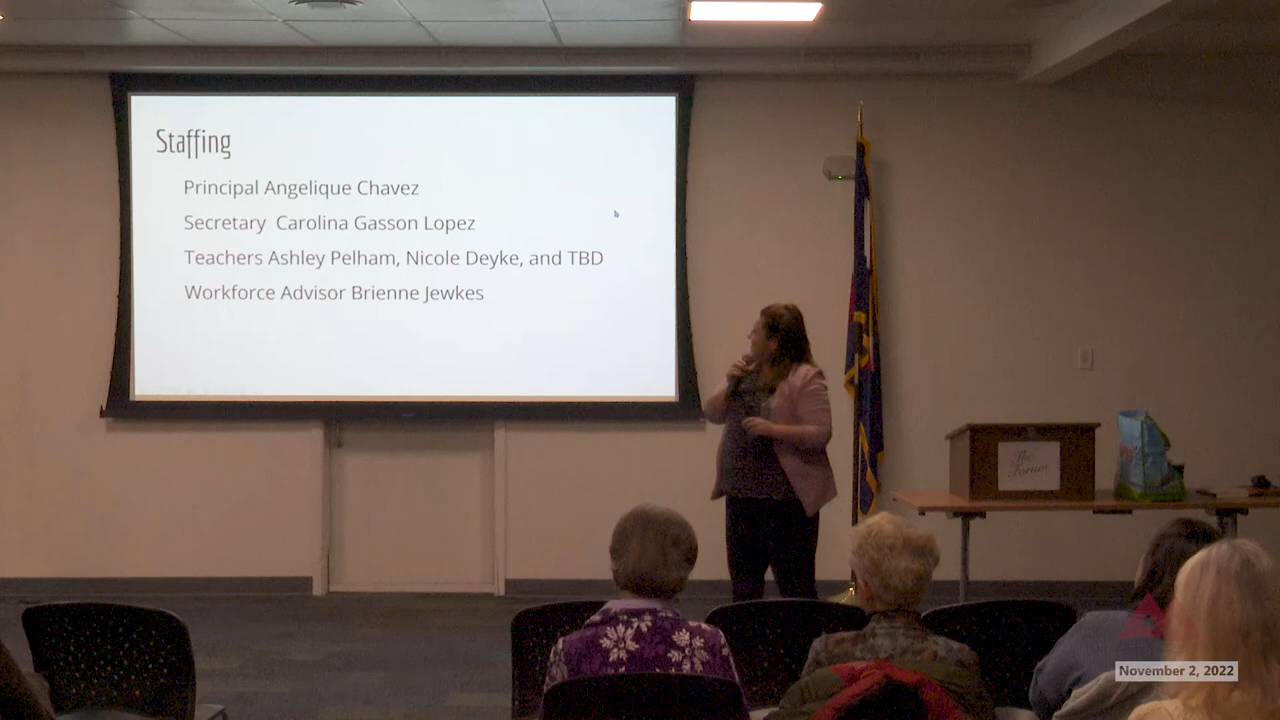 Staffing
Principal Angelique Chavez
Secretary  Carolina Gasson Lopez
Teachers Ashley Pelham, Nicole Deyke, and TBD
Workforce Advisor Brienne Jewkes
The
Forum
November 2, 2022